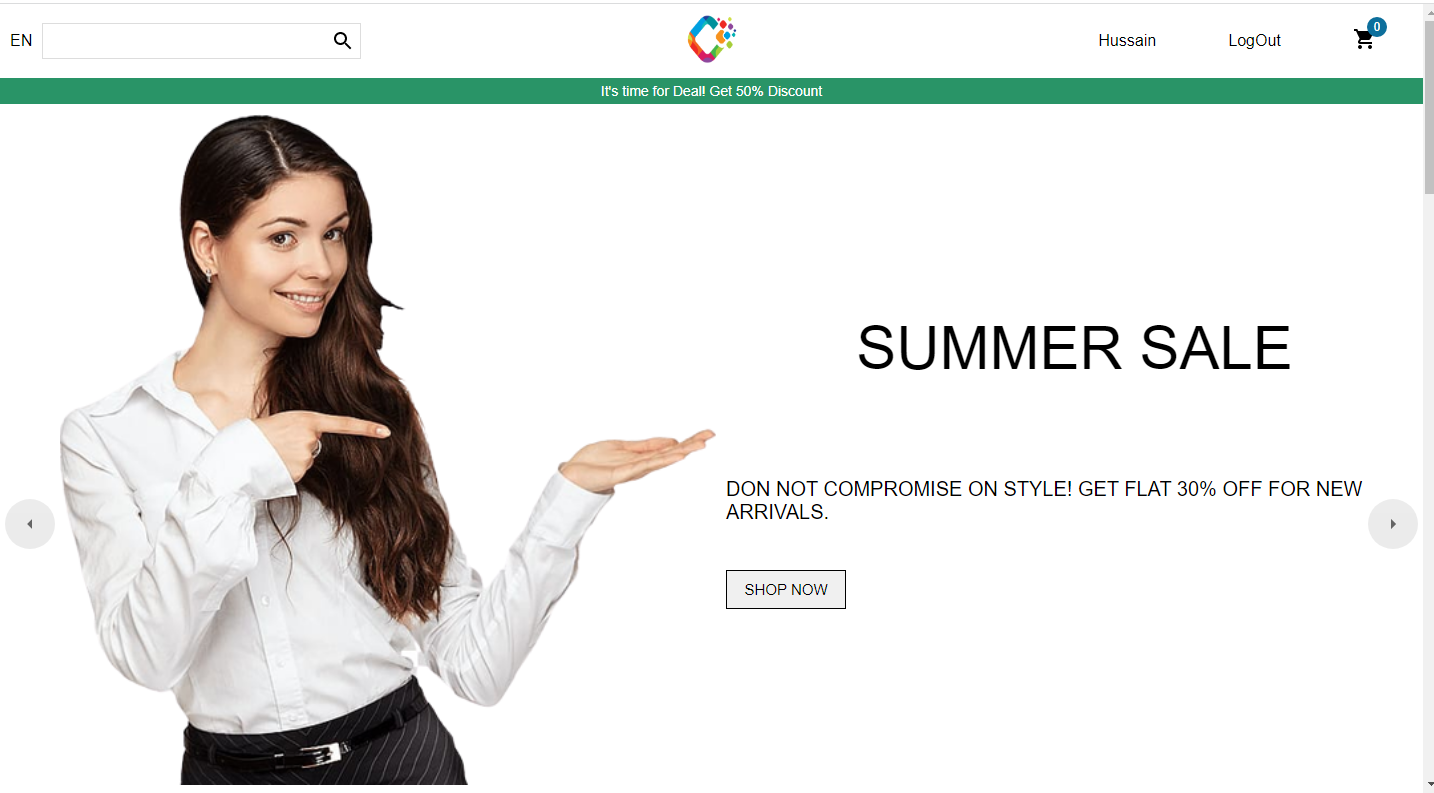 EN
Hussain
LogOut
0
It's time for Deal! Get 50% Discount
SUMMER SALE
DON NOT COMPROMISE ON STYLE! GET FLAT 30% OFF FOR NEW
ARRIVALS.
SHOP NOW